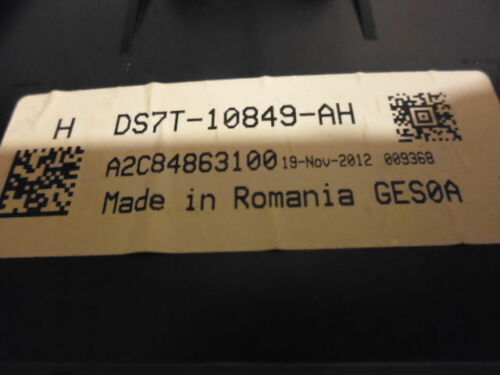 H DS7T-10849-AH
A2C84863100 19-Nov-2012 009368
Made in Romania GES0A